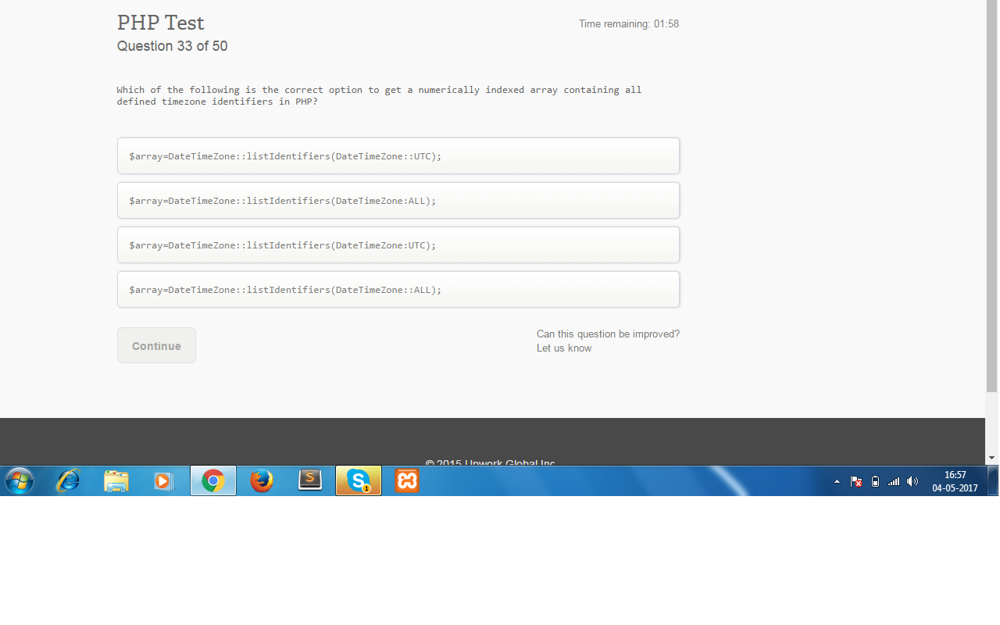 PHP Test
Time remaining: 01:58
Question 33 of 50
Which of the following is the correct option to get a numerically indexed array containing all
defined timezone identifiers in PHP?
$array=DateTimeZone::listIdentifiers(DateTimeZone::UTC);
$array=DateTimeZone::listIdentifiers(DateTimeZone:ALL);
$array=DateTimeZone::listIdentifiers(DateTimeZone:UTC);
$array=DateTimeZone::listIdentifiers(DateTimeZone::ALL);
Continue
Can this question be improved?
Let us know
© 2015 Upwork Global Inc
S
S
1
16:57
04-05-2017